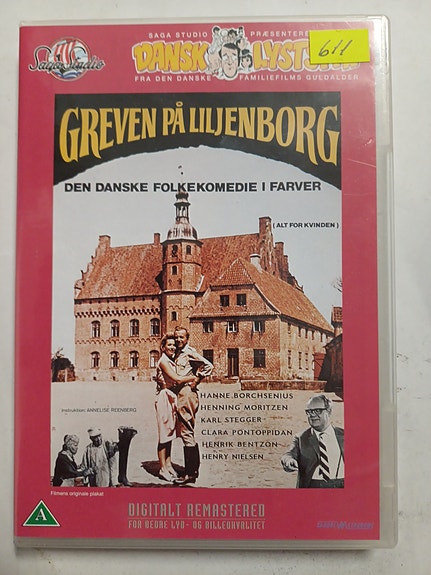 SAGA STUDIO PRÆSENTERER
Saga Studio
DANSK LYST
611
FRA DEN DANSKE FAMILIEFILMS GULDALDER
GREVEN PÅ LILJENBORG
DEN DANSKE FOLKEKOMEDIE I FARVER
( ALT FOR KVINDEN )
HANNE BORCHSENIUS
HENNING MORITZEN
KARL STEGGER
CLARA PONTOPPIDAN
HENRIK BENTZON
HENRY NIELSEN
Instruktion: ANNELISE REENBERG
Filmens originale plakat
A
DIGITALT REMASTERED
FOR BEDRE LYD- OG BILLEDKVALITET